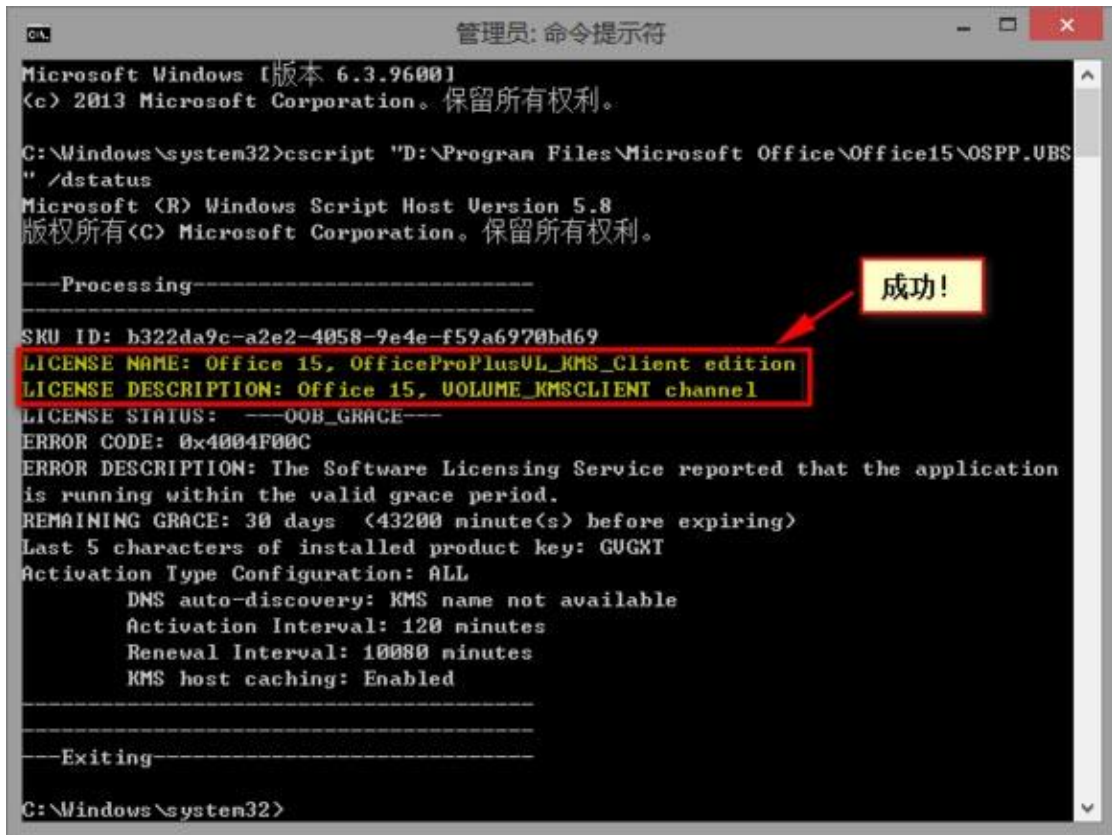 管理员: 命令提示符
Microsoft Windows [版本 6.3.9600]
(c) 2013 Microsoft Corporation。保留所有权利。
C:\Windows\system32>cscript "D:\Program Files\Microsoft Office\Office15\OSPP.VBS
" /dstatus
Microsoft (R) Windows Script Host Version 5.8
版权所有(C) Microsoft Corporation。保留所有权利。
---Processing--------------------------
---------------------------------------
成功!
SKU ID: b322da9c-a2e2-4058-9e4e-f59a6970bd69
LICENSE NAME: Office 15, OfficeProPlusVL_KMS_Client edition
LICENSE DESCRIPTION: Office 15, VOLUME_KMSCLIENT channel
LICENSE STATUS:  ---OOB_GRACE---
ERROR CODE: 0x4004F00C
ERROR DESCRIPTION: The Software Licensing Service reported that the application
is running within the valid grace period.
REMAINING GRACE: 30 days  (43200 minute(s) before expiring)
Last 5 characters of installed product key: GVGXT
Activation Type Configuration: ALL
DNS auto-discovery: KMS name not available
Activation Interval: 120 minutes
Renewal Interval: 10080 minutes
KMS host caching: Enabled
---------------------------------------
---------------------------------------
---Exiting-----------------------------
C:\Windows\system32>